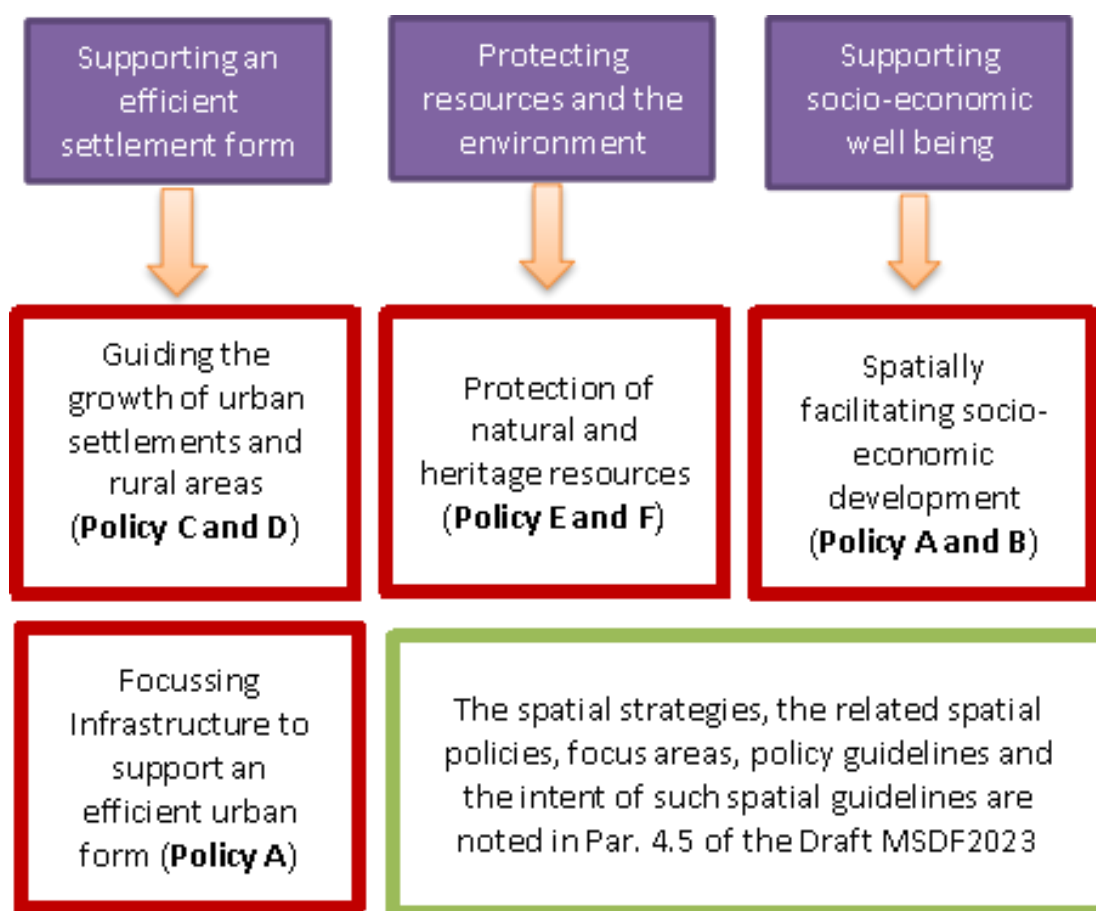 Supporting an
efficient
settlement form
Protecting
resources and the
environment
Supporting
socio-economic
well being
Guiding the
growth of urban
settlements and
rural areas
(Policy C and D)
Protection of
natural and
heritage resources
(Policy E and F)
Spatially
facilitating socio-
economic
development
(Policy A and B)
Focussing
Infrastructure to
support an
efficient urban
form (Policy A)
The spatial strategies, the related spatial
policies, focus areas, policy guidelines and
the intent of such spatial guidelines are
noted in Par. 4.5 of the Draft MSDF2023